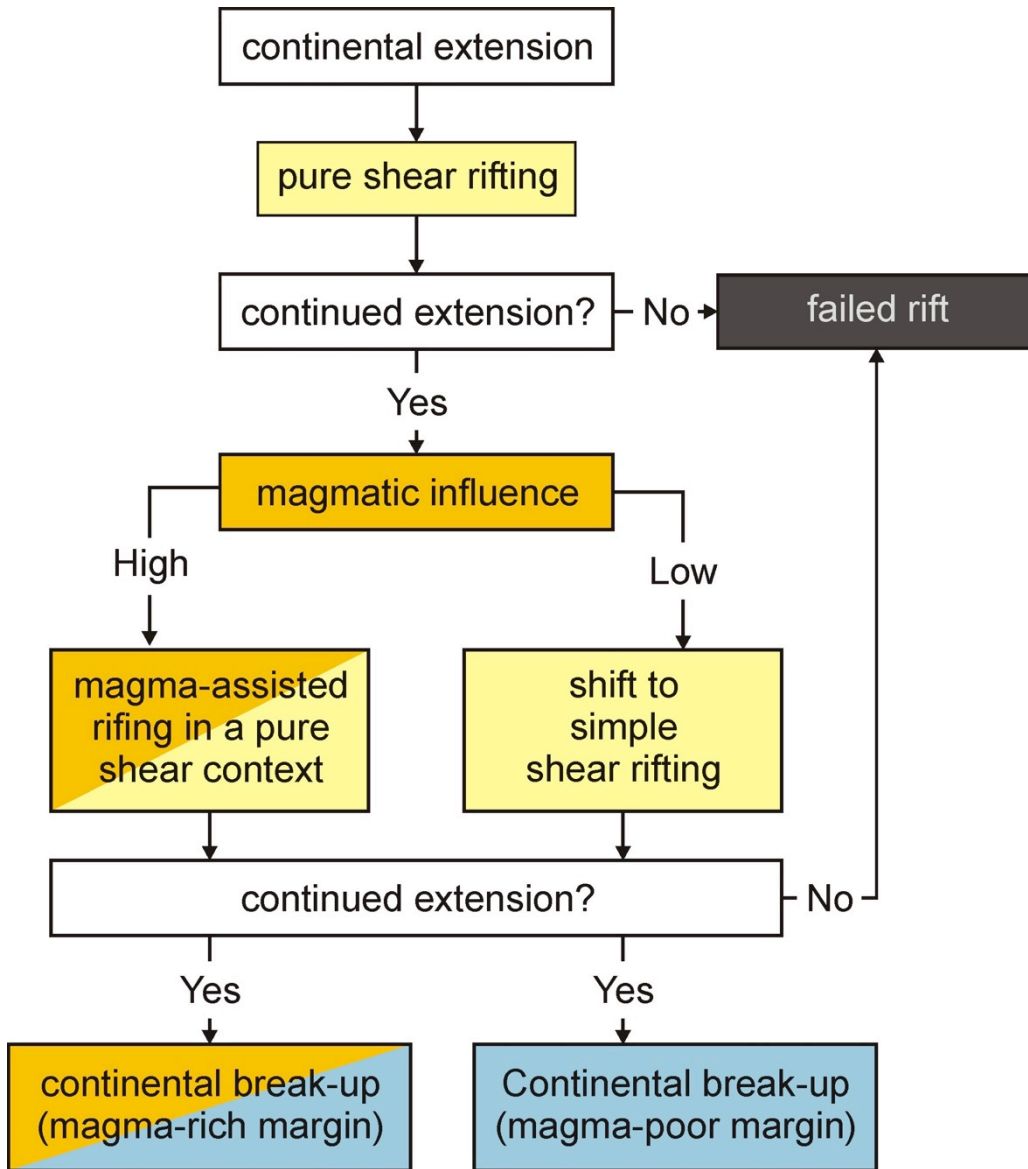 continental extension
pure shear rifting
continued extension?
No
failed rift
Yes
magmatic influence
High
Low
magma-assisted
rifing in a pure
shear context
shift to
simple
shear rifting
continued extension?
No
Yes
Yes
continental break-up
(magma-rich margin)
Continental break-up
(magma-poor margin)